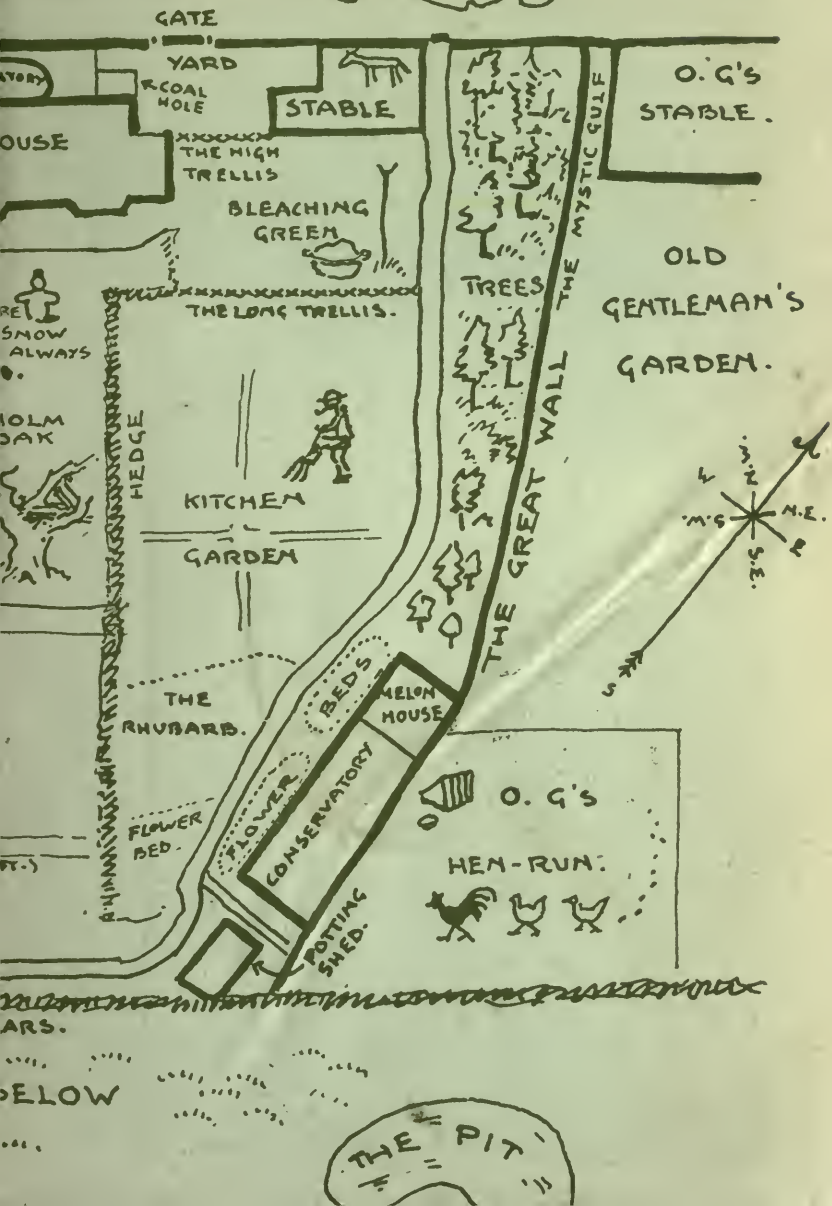 GATE
YARD
COAL
HOLE
STABLE
O. G'S
STABLE.
OUSE
THE HIGH
TRELLIS
BLEACHING
GREEN
THE MYSTIC GULF
OLD
GENTLEMAN'S
GARDEN.
TREES
THE LONG TRELLIS.
SNOW
ALWAYS
HOLM
OAK
HEDGE
KITCHEN
GARDEN
THE GREAT WALL
N.E.
E
S.E.
S
S.W.
W
N.W.
THE
RHUBARB.
FLOWER
BED.
FLOWER BEDS
MELON
HOUSE
CONSERVATORY
POTTING
SHED.
O. G'S
HEN-RUN.
FT.)
ARS.
BELOW
THE PIT